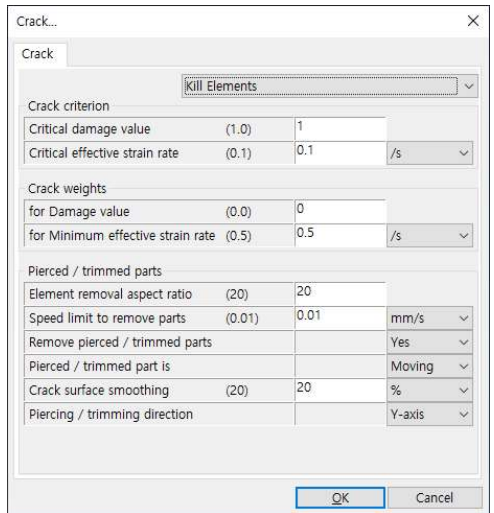 Crack...
Crack
Kill Elements
Crack criterion
Critical damage value (1.0) 1
Critical effective strain rate (0.1) 0.1 /s
Crack weights
for Damage value (0.0) 0
for Minimum effective strain rate (0.5) 0.5 /s
Pierced / trimmed parts
Element removal aspect ratio (20) 20
Speed limit to remove parts (0.01) 0.01 mm/s
Remove pierced / trimmed parts Yes
Pierced / trimmed part is Moving
Crack surface smoothing (20) 20 %
Piercing / trimming direction Y-axis
OK Cancel